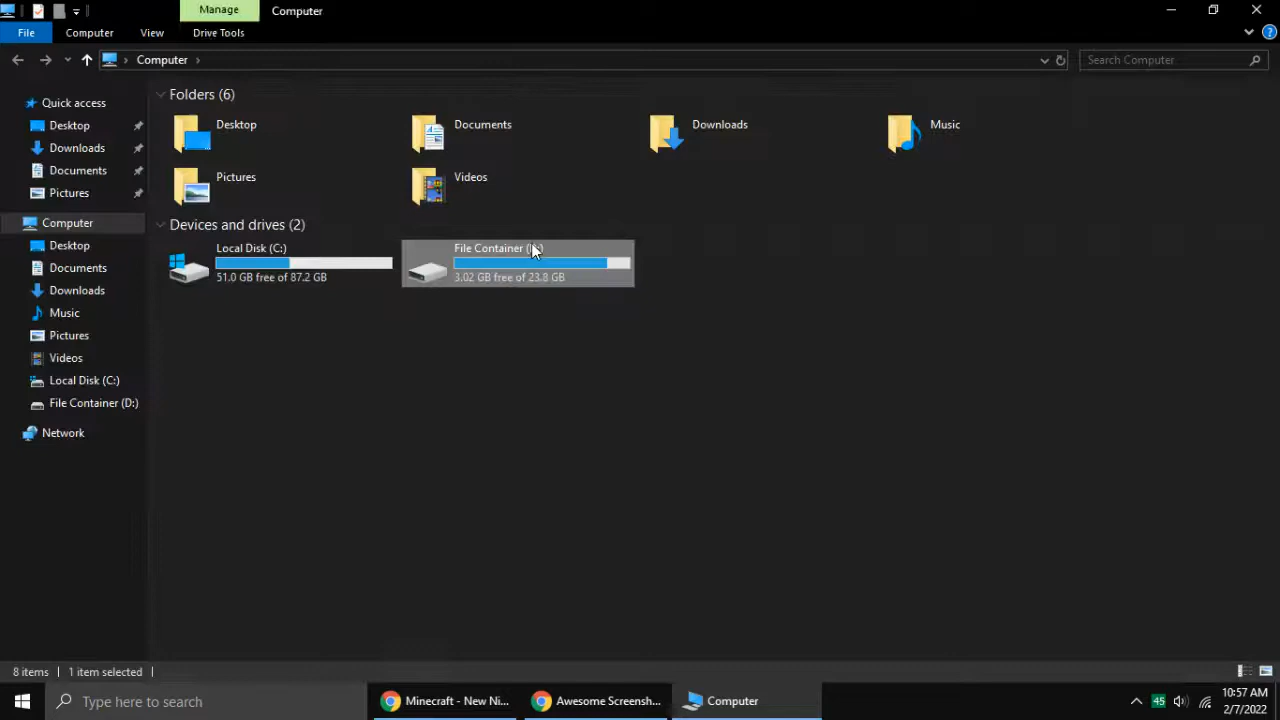 Manage
Computer
File
Computer
View
Drive Tools
Computer
Search Computer
Quick access
Desktop
Downloads
Documents
Pictures
Computer
Desktop
Documents
Downloads
Music
Pictures
Videos
Local Disk (C:)
File Container (D:)
Network
Folders (6)
Desktop
Documents
Downloads
Music
Pictures
Videos
Devices and drives (2)
Local Disk (C:)
51.0 GB free of 87.2 GB
File Container
3.02 GB free of 23.8 GB
8 items
1 item selected
Type here to search
Minecraft - New Ni...
Awesome Screensh...
Computer
45
10:57 AM
2/7/2022